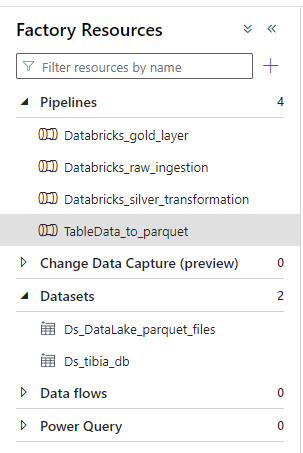 Factory Resources
Filter resources by name
Pipelines 4
Databricks_gold_layer
Databricks_raw_ingestion
Databricks_silver_transformation
TableData_to_parquet
Change Data Capture (preview) 0
Datasets 2
Ds_DataLake_parquet_files
Ds_tibia_db
Data flows 0
Power Query 0